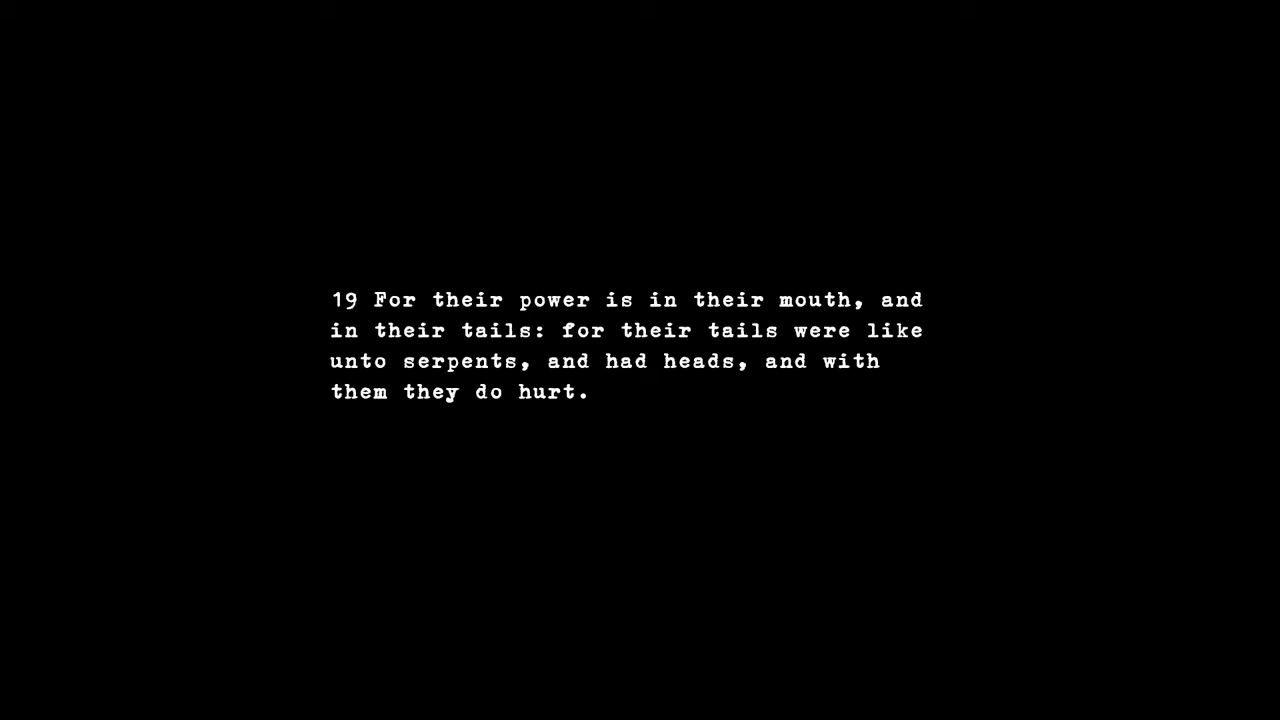 19 For their power is in their mouth, and
in their tails: for their tails were like
unto serpents, and had heads, and with
them they do hurt.